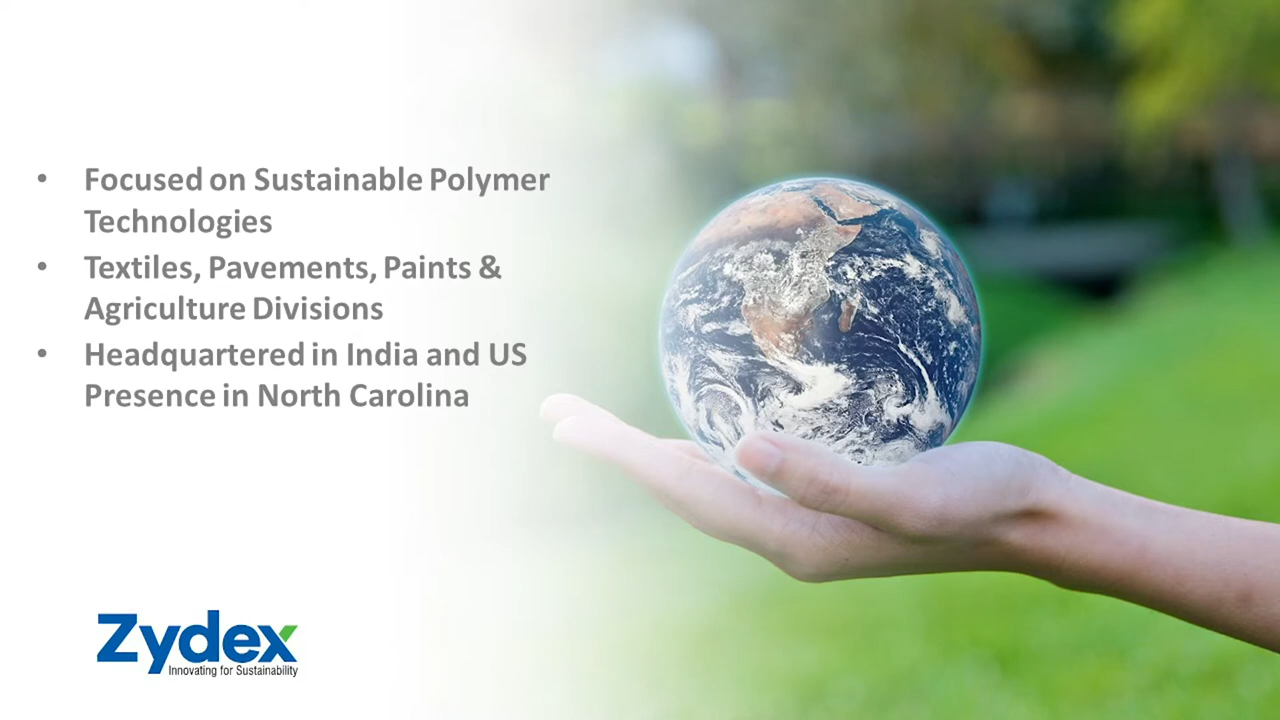 • Focused on Sustainable Polymer
Technologies
• Textiles, Pavements, Paints &
Agriculture Divisions
• Headquartered in India and US
Presence in North Carolina
Zydex
Innovating for Sustainability